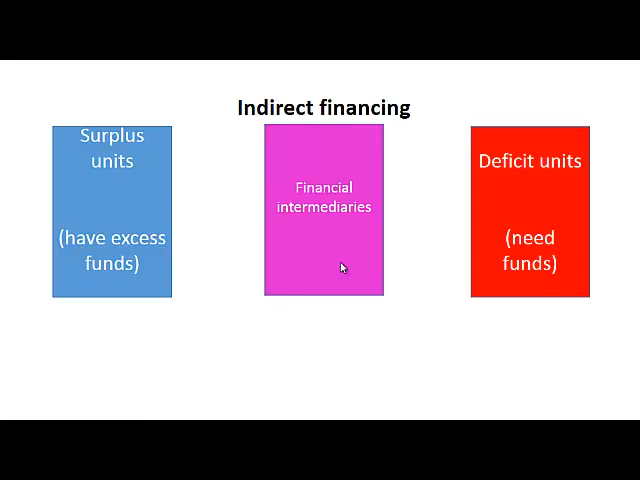 Indirect financing
Surplus
units
(have excess
funds)
Financial
intermediaries
Deficit units
(need
funds)